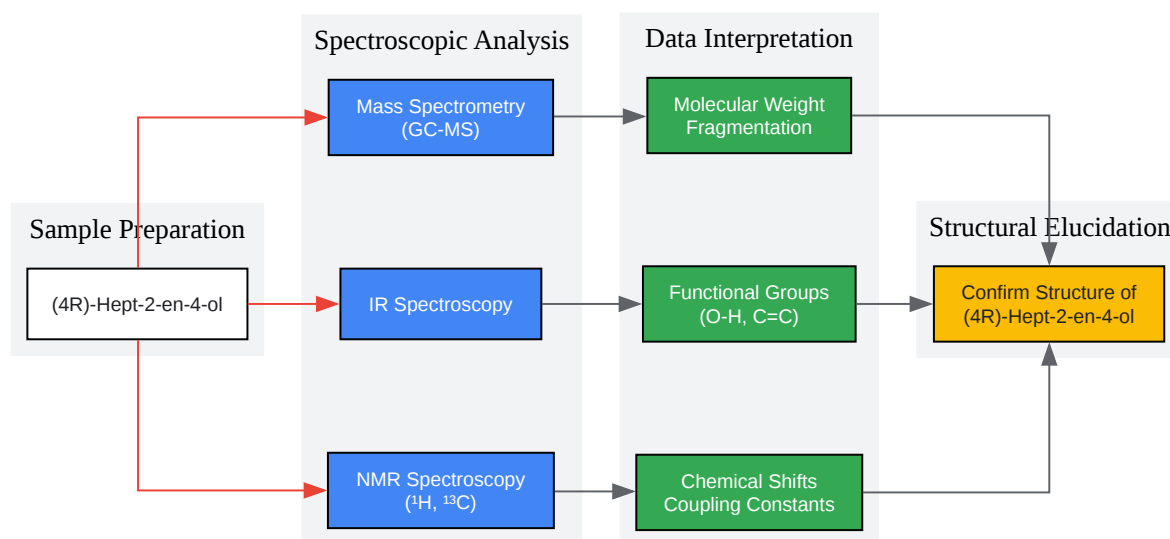 Spectroscopic Analysis
Data Interpretation
Mass Spectrometry
(GC-MS)
Molecular Weight
Fragmentation
Sample Preparation
Structural Elucidation
(4R)-Hept-2-en-4-ol
IR Spectroscopy
Functional Groups
(O-H, C=C)
Confirm Structure of
(4R)-Hept-2-en-4-ol
NMR Spectroscopy
(¹H, ¹³C)
Chemical Shifts
Coupling Constants